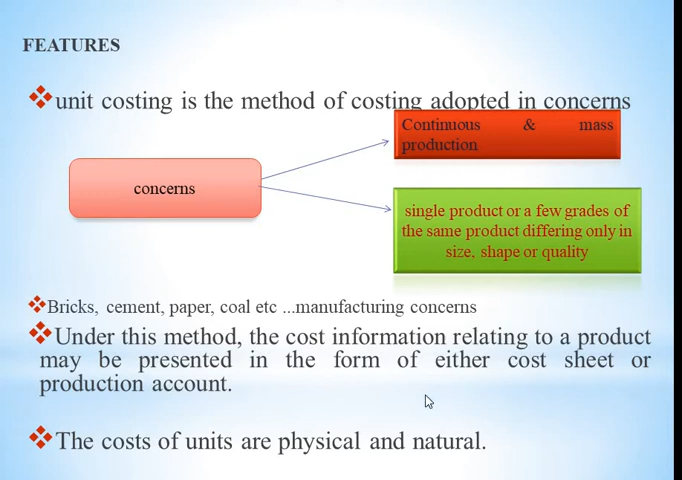 FEATURES
unit costing is the method of costing adopted in concerns
Continuous & mass
production
concerns
single product or a few grades of
the same product differing only in
size, shape or quality
Bricks, cement, paper, coal etc ...manufacturing concerns
Under this method, the cost information relating to a product
may be presented in the form of either cost sheet or
production account.
The costs of units are physical and natural.